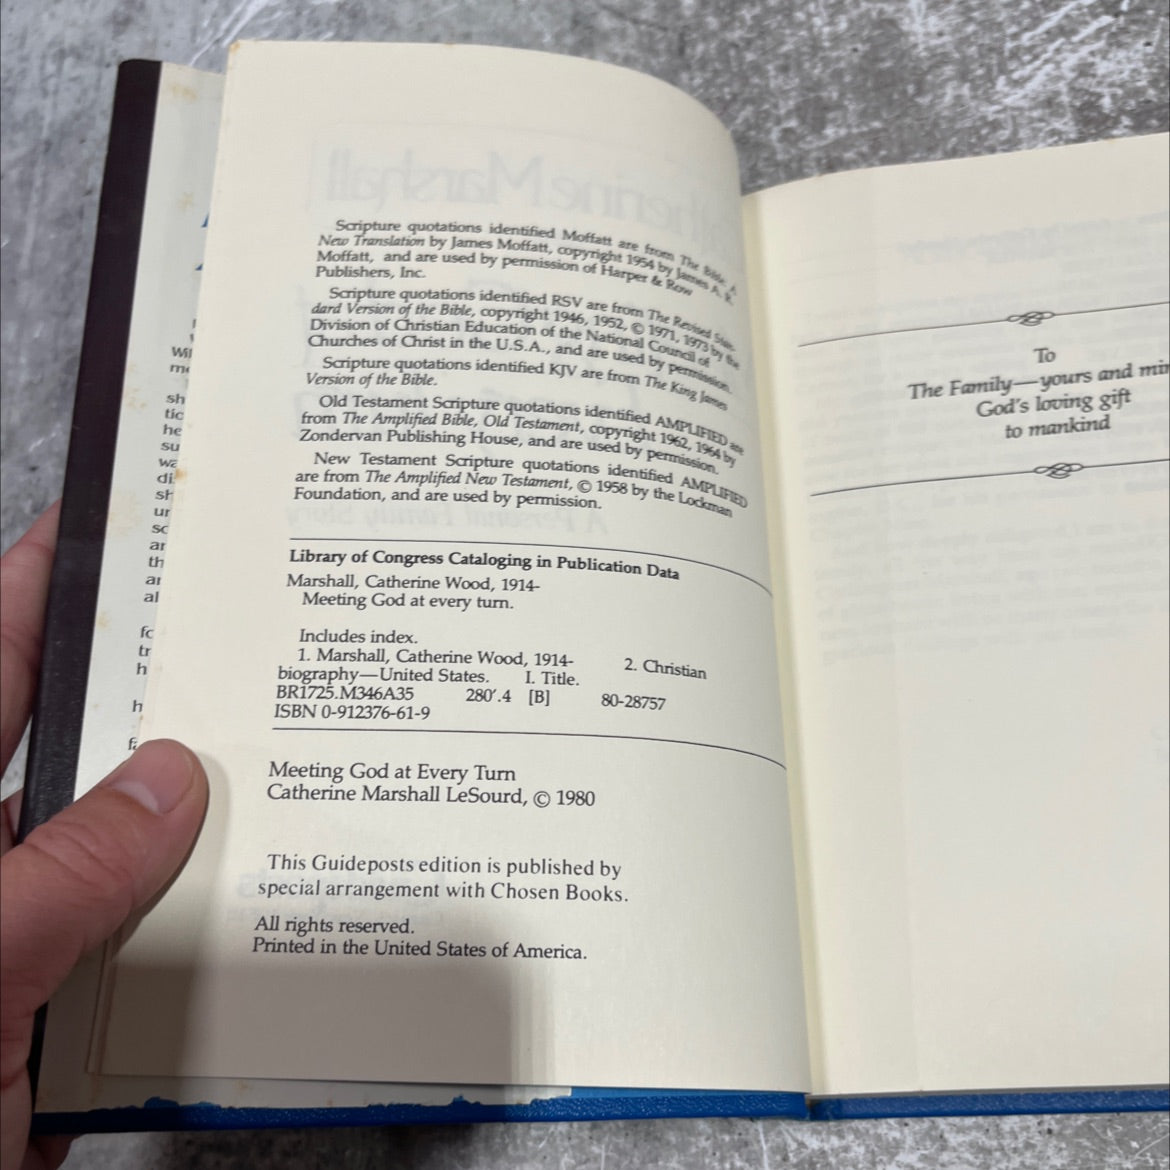 Scripture quotations identified Moffatt are from The Bible, A
New Translation by James Moffatt, copyright 1954 by James A. R.
Moffatt, and are used by permission of Harper & Row
Publishers, Inc.
Scripture quotations identified RSV are from The Revised Stan-
dard Version of the Bible, copyright 1946, 1952, © 1971, 1973 by the
Division of Christian Education of the National Council of
Churches of Christ in the U.S.A., and are used by permission.
Scripture quotations identified KJV are from The King James
Version of the Bible.
Old Testament Scripture quotations identified AMPLIFIED are
from The Amplified Bible, Old Testament, copyright 1962, 1964 by
Zondervan Publishing House, and are used by permission.
New Testament Scripture quotations identified AMPLIFIED
are from The Amplified New Testament, © 1958 by the Lockman
Foundation, and are used by permission.
Library of Congress Cataloging in Publication Data
Marshall, Catherine Wood, 1914-
Meeting God at every turn.
Includes index.
1. Marshall, Catherine Wood, 1914- 2. Christian
biography—United States. I. Title.
BR1725.M346A35 280'.4 [B] 80-28757
ISBN 0-912376-61-9
Meeting God at Every Turn
Catherine Marshall LeSourd, © 1980
This Guideposts edition is published by
special arrangement with Chosen Books.
All rights reserved.
Printed in the United States of America.
To
The Family—yours and min
God's loving gift
to mankind